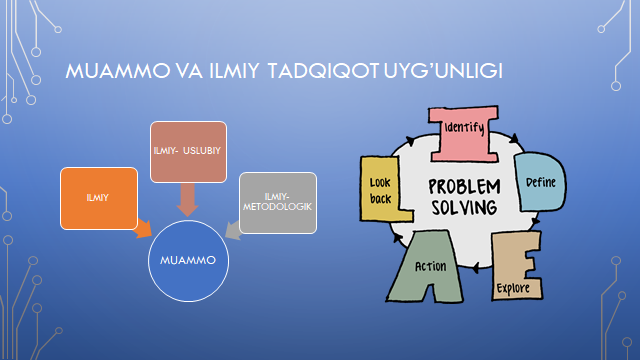 MUAMMO VA ILMIY TADQIQOT UYG’UNLIGI
ILMIY
ILMIY- USLUBIY
ILMIY-
METODOLOGIK
MUAMMO
Identify
Define
Explore
Action
Look
back
PROBLEM
SOLVING